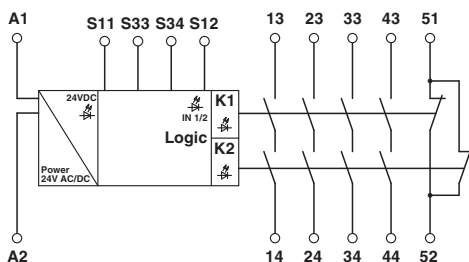 A1 S11 S33 S34 S12 13 23 33 43 51
24VDC
K1
IN 1/2
Logic
K2
Power
24V AC/DC
A2 14 24 34 44 52